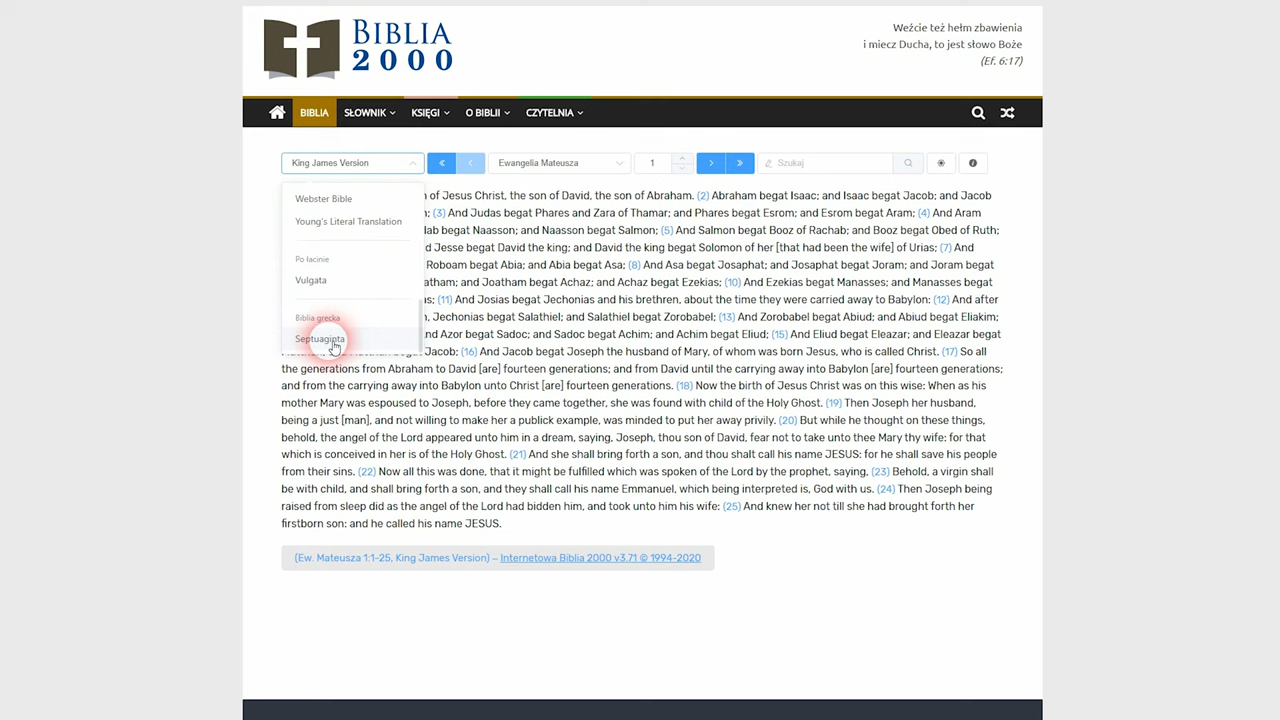 BIBLIA
2000
Weźcie też hełm zbawienia
i miecz Ducha, to jest słowo Boże
(Ef. 6:17)
BIBLIA SŁOWNIK KSIĘGI O BIBLII CZYTELNIA
King James Version « ‹ Ewangelia Mateusza 1 › » Szukaj
Webster Bible
Young's Literal Translation
Po łacinie
Vulgata
Biblia grecka
Septuaginta
of Jesus Christ, the son of David, the son of Abraham. (2) Abraham begat Isaac; and Isaac begat Jacob; and Jacob
(3) And Judas begat Phares and Zara of Thamar; and Phares begat Esrom; and Esrom begat Aram; (4) And Aram
begat Naasson; and Naasson begat Salmon; (5) And Salmon begat Booz of Rachab; and Booz begat Obed of Ruth;
Jesse begat David the king; and David the king begat Solomon of her [that had been the wife] of Urias; (7) And
Roboam begat Abia; and Abia begat Asa; (8) And Asa begat Josaphat; and Josaphat begat Joram; and Joram begat
and Joatham begat Achaz; and Achaz begat Ezekias; (10) And Ezekias begat Manasses; and Manasses begat
(11) And Josias begat Jechonias and his brethren, about the time they were carried away to Babylon: (12) And after
Jechonias begat Salathiel; and Salathiel begat Zorobabel; (13) And Zorobabel begat Abiud; and Abiud begat Eliakim;
and Azor begat Sadoc; and Sadoc begat Achim; and Achim begat Eliud; (15) And Eliud begat Eleazar; and Eleazar begat
Jacob; (16) And Jacob begat Joseph the husband of Mary, of whom was born Jesus, who is called Christ. (17) So all
the generations from Abraham to David [are] fourteen generations; and from David until the carrying away into Babylon [are] fourteen generations;
and from the carrying away into Babylon unto Christ [are] fourteen generations. (18) Now the birth of Jesus Christ was on this wise: When as his
mother Mary was espoused to Joseph, before they came together, she was found with child of the Holy Ghost. (19) Then Joseph her husband,
being a just [man], and not willing to make her a publick example, was minded to put her away privily. (20) But while he thought on these things,
behold, the angel of the Lord appeared unto him in a dream, saying, Joseph, thou son of David, fear not to take unto thee Mary thy wife: for that
which is conceived in her is of the Holy Ghost. (21) And she shall bring forth a son, and thou shalt call his name JESUS: for he shall save his people
from their sins. (22) Now all this was done, that it might be fulfilled which was spoken of the Lord by the prophet, saying, (23) Behold, a virgin shall
be with child, and shall bring forth a son, and they shall call his name Emmanuel, which being interpreted is, God with us. (24) Then Joseph being
raised from sleep did as the angel of the Lord had bidden him, and took unto him his wife: (25) And knew her not till she had brought forth her
firstborn son: and he called his name JESUS.
(Ew. Mateusza 1:1-25, King James Version) – Internetowa Biblia 2000 v3.71 © 1994-2020